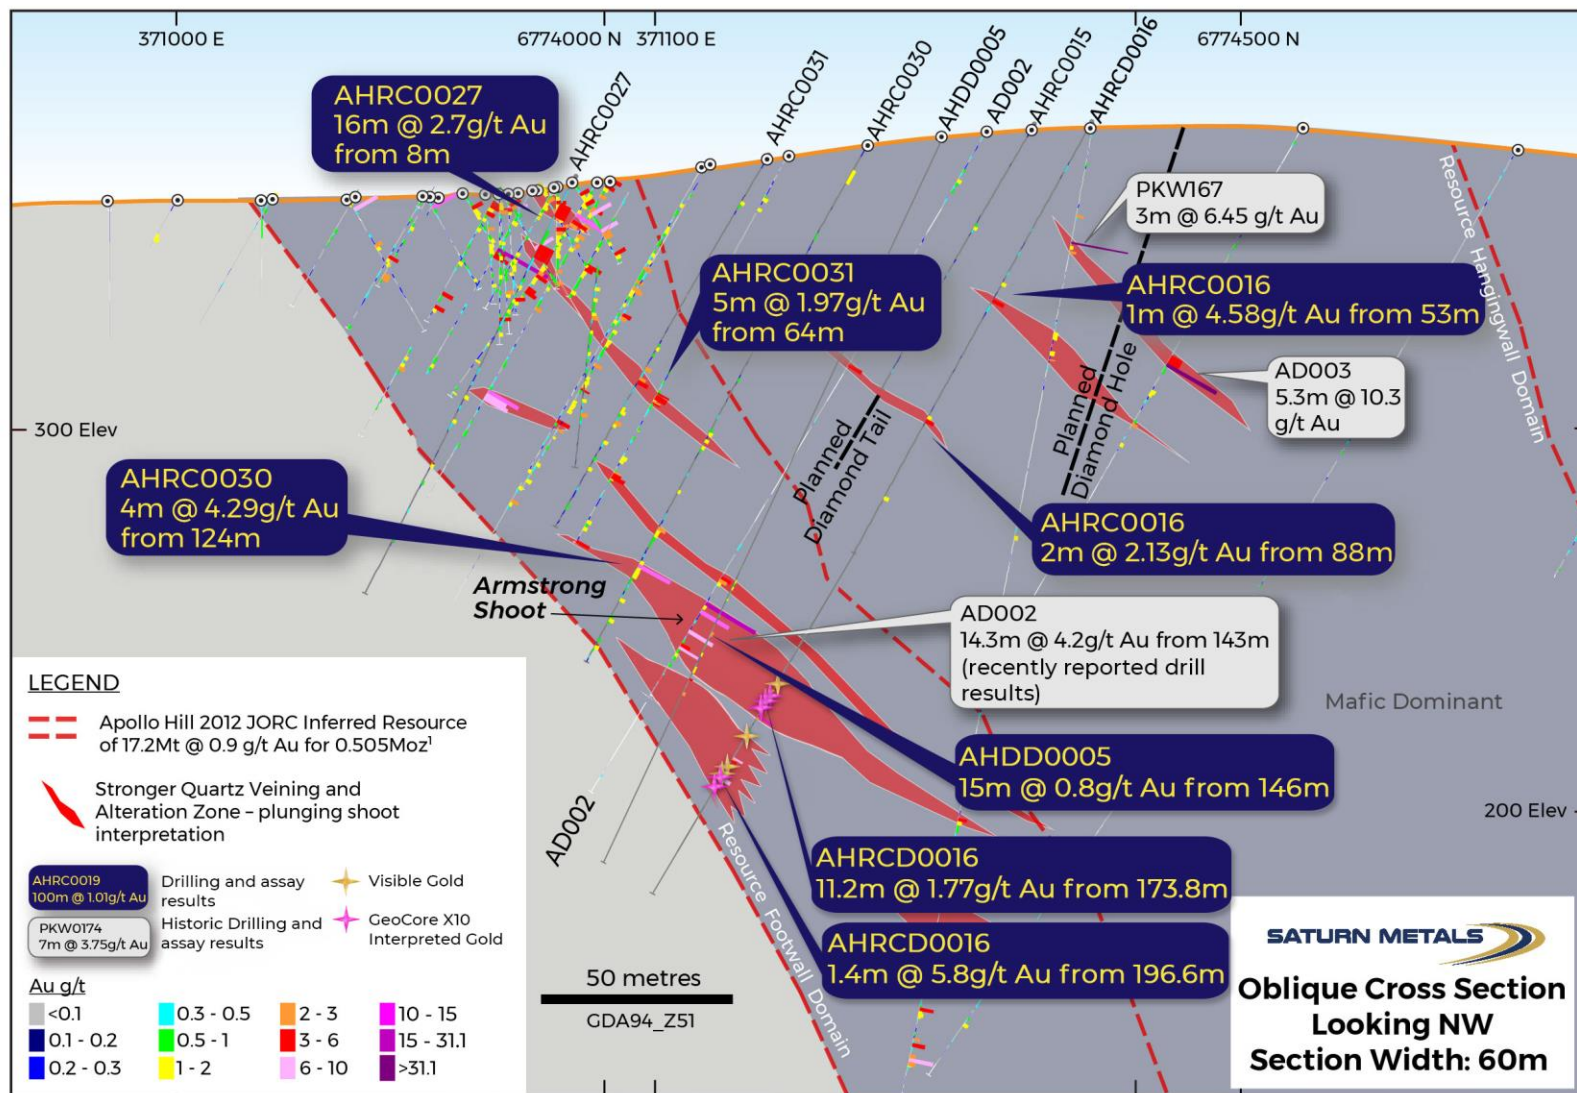 371000 E
6774000 N
371100 E
6774500 N
AHRC0027
AHRC0031
AHRC0030
AHDD0005
AD002
AHRC0015
AHRCD0016
AHRC0027
16m @ 2.7g/t Au
from 8m
PKW167
3m @ 6.45 g/t Au
AHRC0031
5m @ 1.97g/t Au
from 64m
AHRC0016
1m @ 4.58g/t Au from 53m
Resource Hangingwall Domain
AD003
5.3m @ 10.3
g/t Au
Planned
Diamond Hole
Planned
Diamond Tail
300 Elev
AHRC0030
4m @ 4.29g/t Au
from 124m
AHRC0016
2m @ 2.13g/t Au from 88m
Armstrong
Shoot
AD002
14.3m @ 4.2g/t Au from 143m
(recently reported drill
results)
Mafic Dominant
AHDD0005
15m @ 0.8g/t Au from 146m
200 Elev
AD002
Resource Footwall Domain
AHRCD0016
11.2m @ 1.77g/t Au from 173.8m
AHRCD0016
1.4m @ 5.8g/t Au from 196.6m
LEGEND
Apollo Hill 2012 JORC Inferred Resource
of 17.2Mt @ 0.9 g/t Au for 0.505Moz¹
Stronger Quartz Veining and
Alteration Zone – plunging shoot
interpretation
AHRC0019
100m @ 1.01g/t Au
Drilling and assay
results
Visible Gold
PKW0174
7m @ 3.75g/t Au
Historic Drilling and
assay results
GeoCore X10
Interpreted Gold
Au g/t
<0.1
0.3 - 0.5
2 - 3
10 - 15
0.1 - 0.2
0.5 - 1
3 - 6
15 - 31.1
0.2 - 0.3
1 - 2
6 - 10
>31.1
50 metres
GDA94_Z51
SATURN METALS
Oblique Cross Section
Looking NW
Section Width: 60m